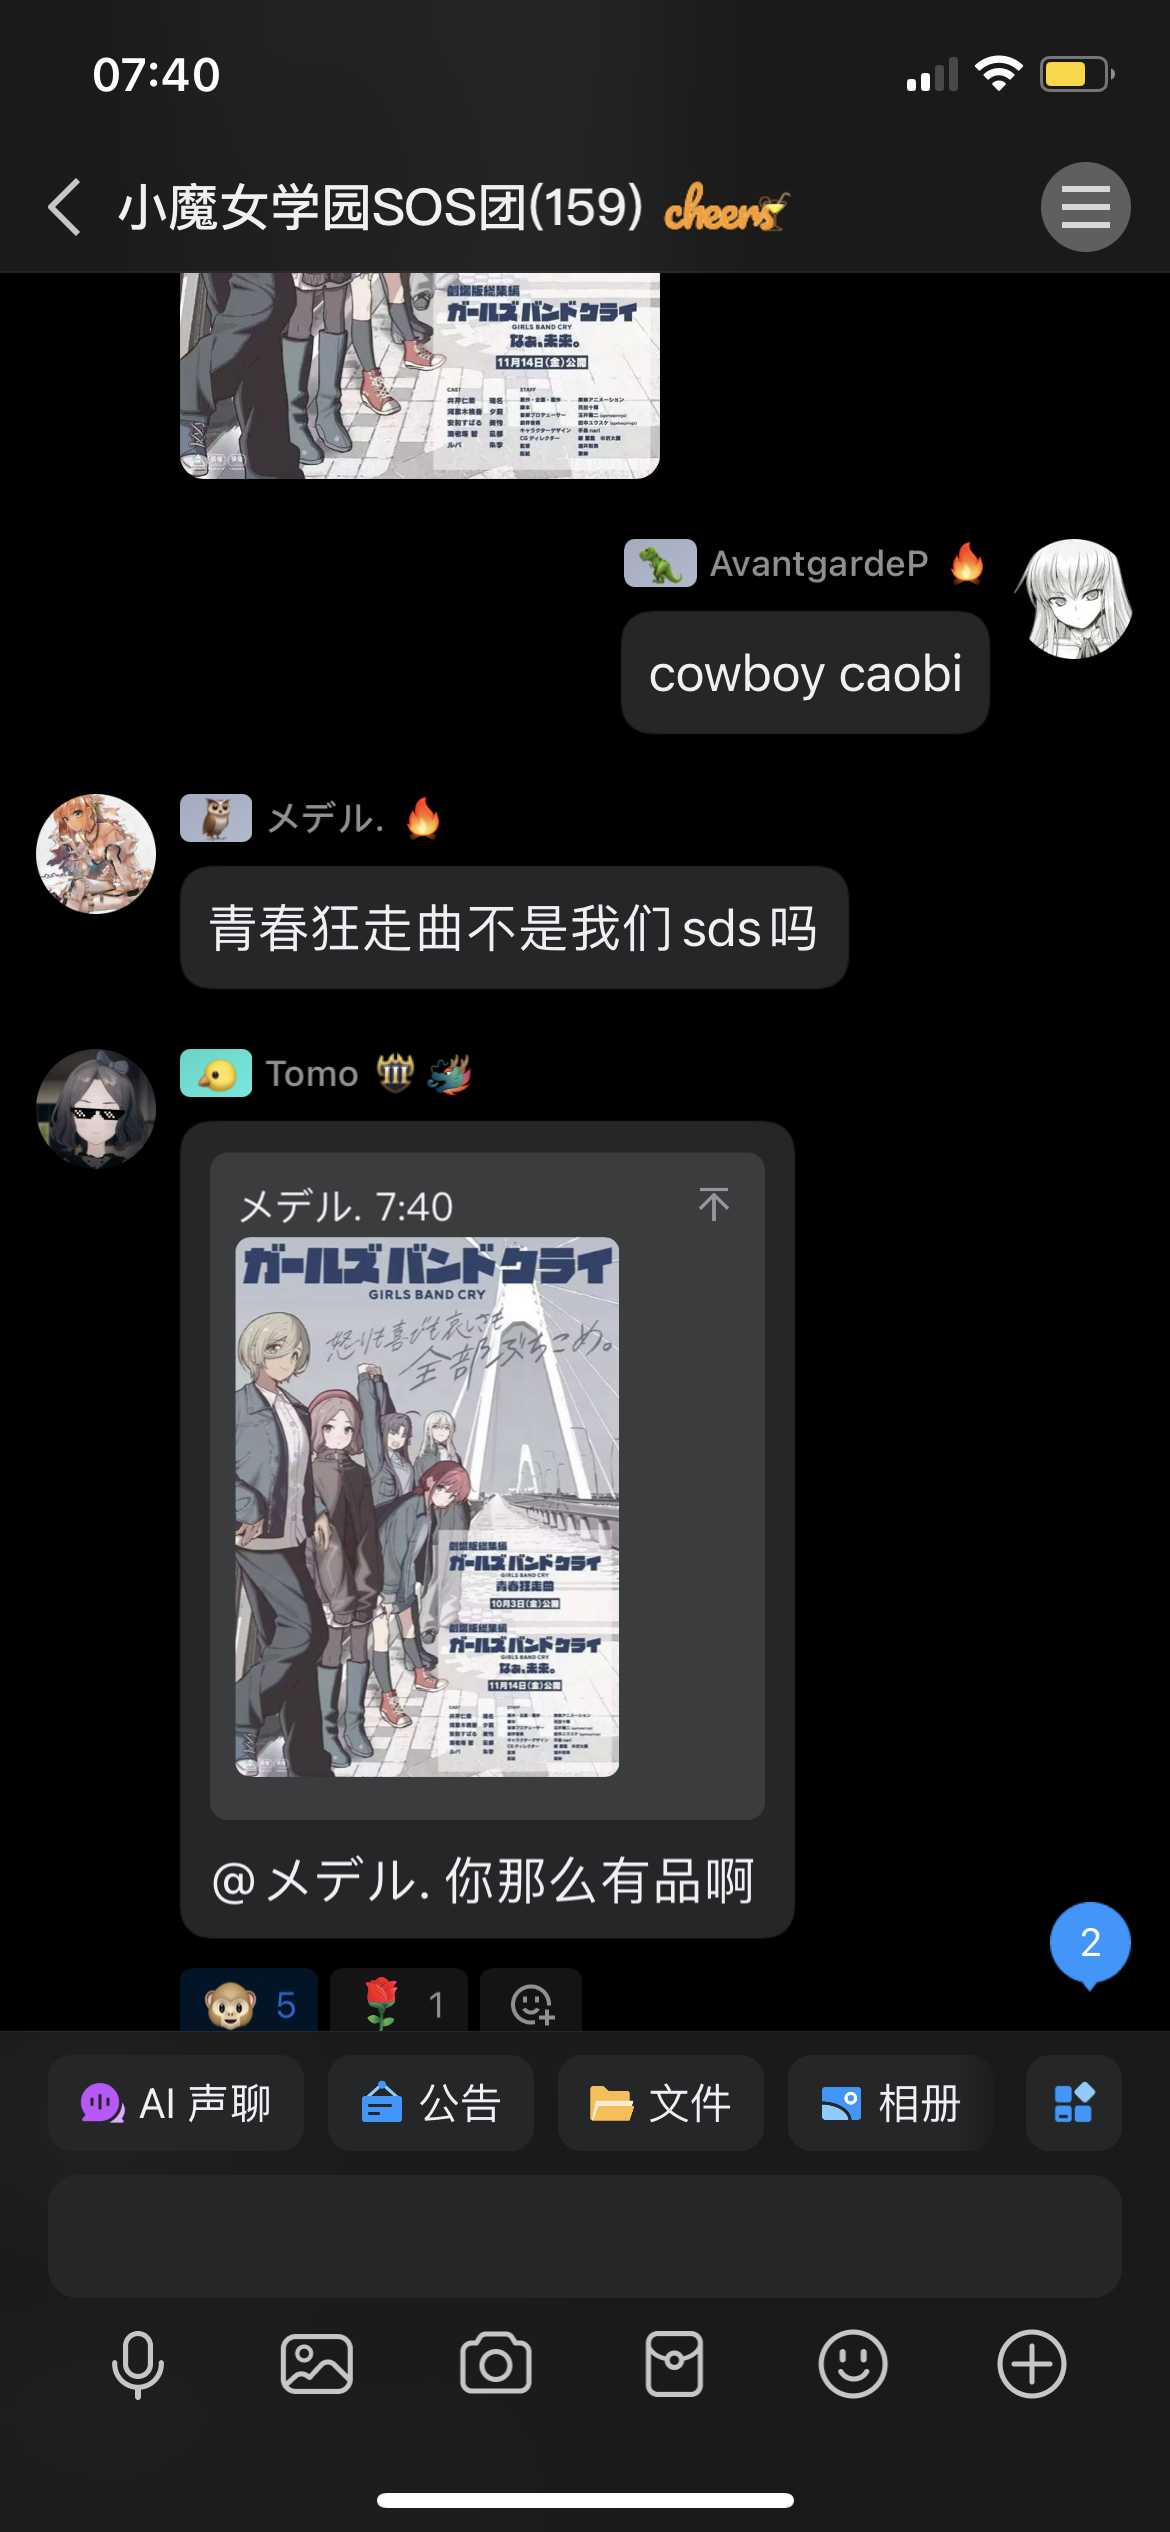 07:40
小魔女学园SOS团(159) cheers
劇場版総集編
ガールズバンドクライ
GIRLS BAND CRY
なぁ、未来。
11月14日(金)公開
CAST
STAFF
AvantgardeP
cowboy caobi
メデル.
青春狂走曲不是我们sds吗
Tomo
メデル. 7:40
ガールズバンドクライ
GIRLS BAND CRY
怒りも喜びも哀しさも
全部ぶちこめ。
劇場版総集編
ガールズバンドクライ
GIRLS BAND CRY
青春狂走曲
10月3日(金)公開
劇場版総集編
ガールズバンドクライ
GIRLS BAND CRY
なぁ、未来。
11月14日(金)公開
@メデル. 你那么有品啊
2
5
1
AI 声聊
公告
文件
相册